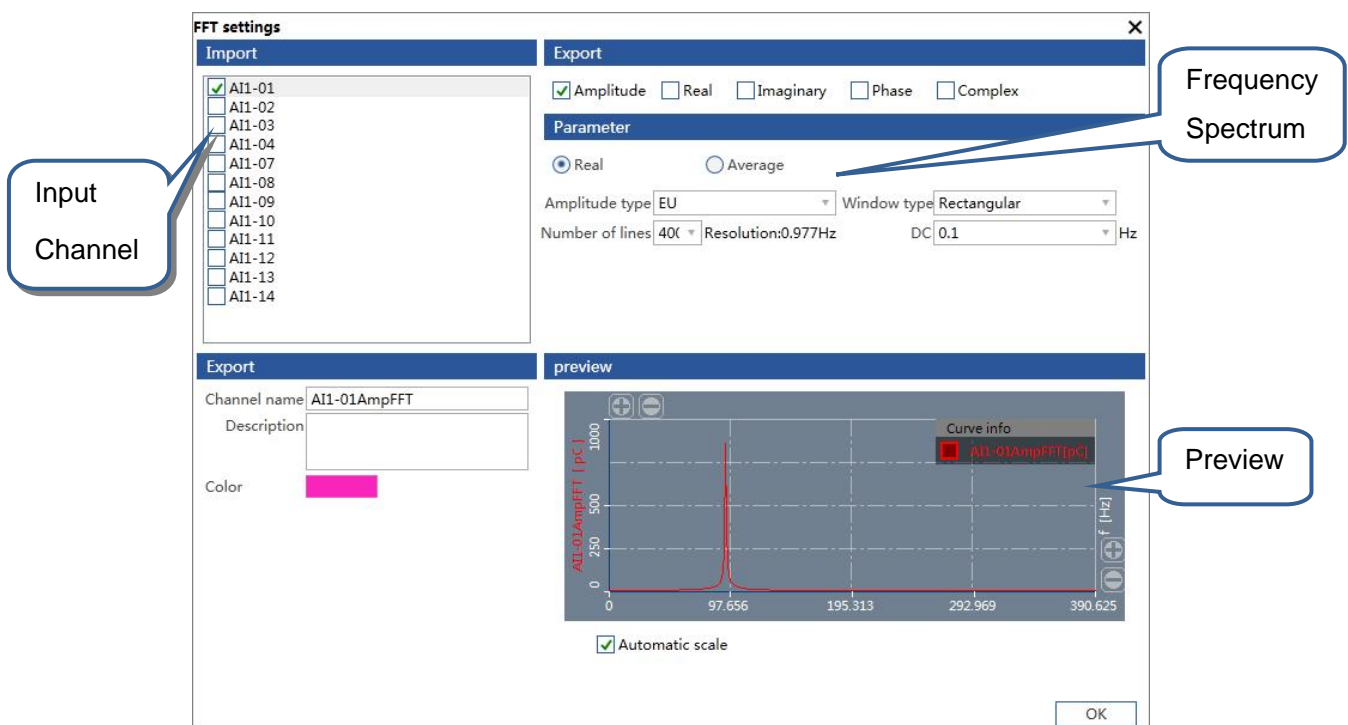 FFT settings
Import
AI1-01
AI1-02
AI1-03
AI1-04
AI1-07
AI1-08
AI1-09
AI1-10
AI1-11
AI1-12
AI1-13
AI1-14
Input
Channel
Export
Amplitude Real Imaginary Phase Complex
Parameter
Real Average
Amplitude type EU Window type Rectangular
Number of lines 400 Resolution:0.977Hz DC 0.1 Hz
Frequency
Spectrum
Export
Channel name AI1-01AmpFFT
Description
Color
preview
Curve info
AI1-01AmpFFT[pC]
AI1-01AmpFFT [pC]
1000
500
250
0
0 97.656 195.313 292.969 390.625
f [Hz]
Automatic scale
Preview
OK